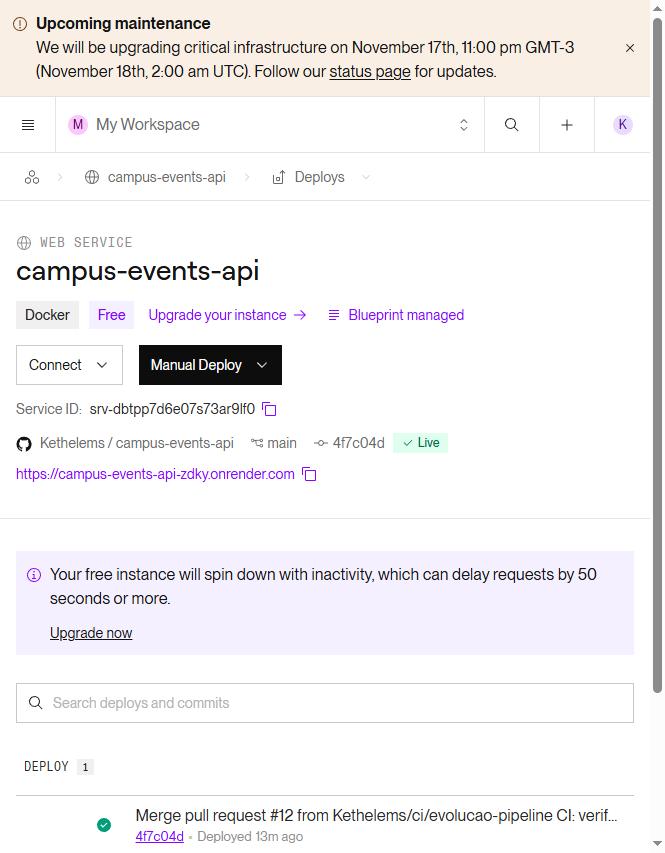 Upcoming maintenance
We will be upgrading critical infrastructure on November 17th, 11:00 pm GMT-3
(November 18th, 2:00 am UTC). Follow our status page for updates.
M My Workspace K
campus-events-api Deploys
WEB SERVICE
campus-events-api
Docker Free Upgrade your instance → Blueprint managed
Connect Manual Deploy
Service ID: srv-dbtpp7d6e07s73ar9lf0
Kethelems / campus-events-api main 4f7c04d ✓ Live
https://campus-events-api-zdky.onrender.com
Your free instance will spin down with inactivity, which can delay requests by 50
seconds or more.
Upgrade now
Search deploys and commits
DEPLOY 1
Merge pull request #12 from Kethelems/ci/evolucao-pipeline CI: verif...
4f7c04d • Deployed 13m ago